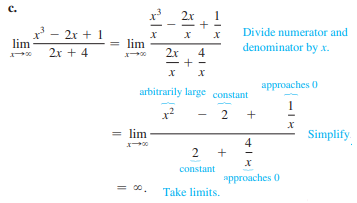 c.
lim x→∞ (x³ − 2x + 1)/(2x + 4) = lim x→∞ (x³/x − 2x/x + 1/x)/(2x/x + 4/x) Divide numerator and denominator by x.
arbitrarily large constant approaches 0
= lim x→∞ (x² − 2 + 1/x)/(2 + 4/x) Simplify
constant approaches 0
= ∞. Take limits.